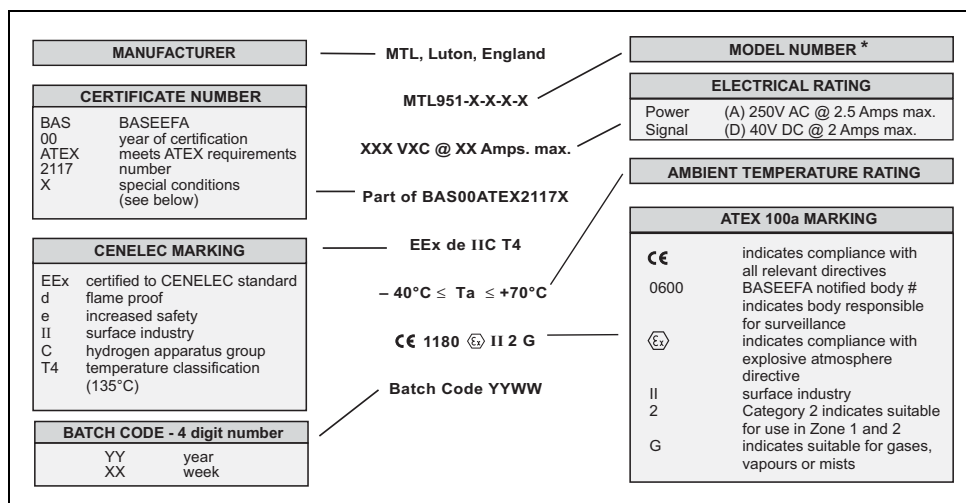 MANUFACTURER
CERTIFICATE NUMBER
BAS BASEEFA
00 year of certification
ATEX meets ATEX requirements
2117 number
X special conditions
(see below)
CENELEC MARKING
EEx certified to CENELEC standard
d flame proof
e increased safety
II surface industry
C hydrogen apparatus group
T4 temperature classification
(135°C)
BATCH CODE - 4 digit number
YY year
XX week
MTL, Luton, England
MTL951-X-X-X-X
XXX VXC @ XX Amps. max.
Part of BAS00ATEX2117X
EEx de IIC T4
– 40°C ≤ Ta ≤ +70°C
CE 1180 Ex II 2 G
Batch Code YYWW
MODEL NUMBER *
ELECTRICAL RATING
Power (A) 250V AC @ 2.5 Amps max.
Signal (D) 40V DC @ 2 Amps max.
AMBIENT TEMPERATURE RATING
ATEX 100a MARKING
CE indicates compliance with
all relevant directives
0600 BASEEFA notified body #
indicates body responsible
for surveillance
Ex indicates compliance with
explosive atmosphere
directive
II surface industry
2 Category 2 indicates suitable
for use in Zone 1 and 2
G indicates suitable for gases,
vapours or mists